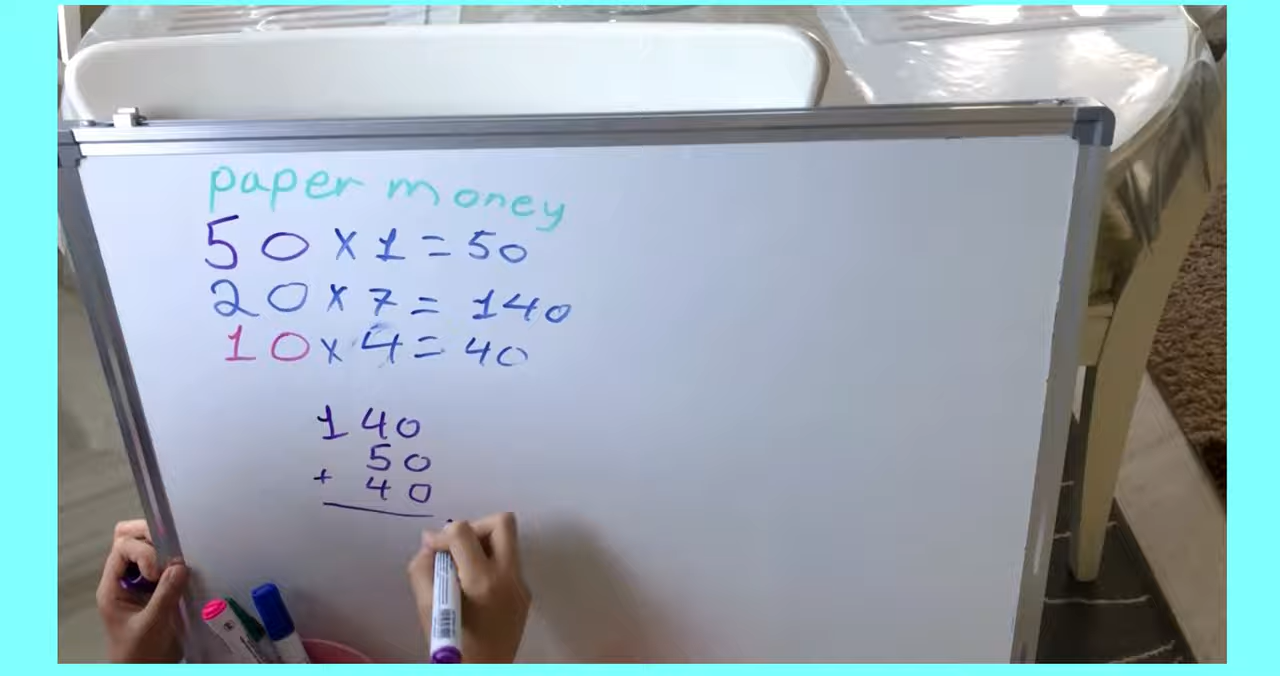 paper money
50 x 1 = 50
20 x 7 = 140
10 x 4 = 40
140
50
+ 40